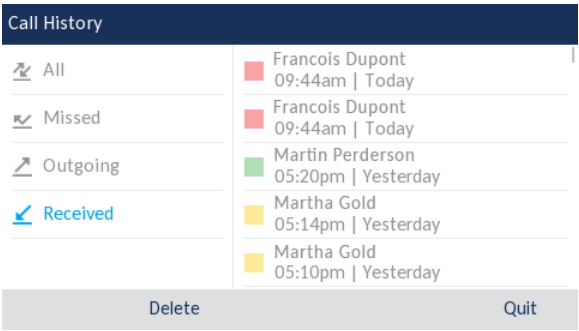 Call History
All
Missed
Outgoing
Received
Francois Dupont
09:44am | Today
Francois Dupont
09:44am | Today
Martin Perderson
05:20pm | Yesterday
Martha Gold
05:14pm | Yesterday
Martha Gold
05:10pm | Yesterday
Delete
Quit